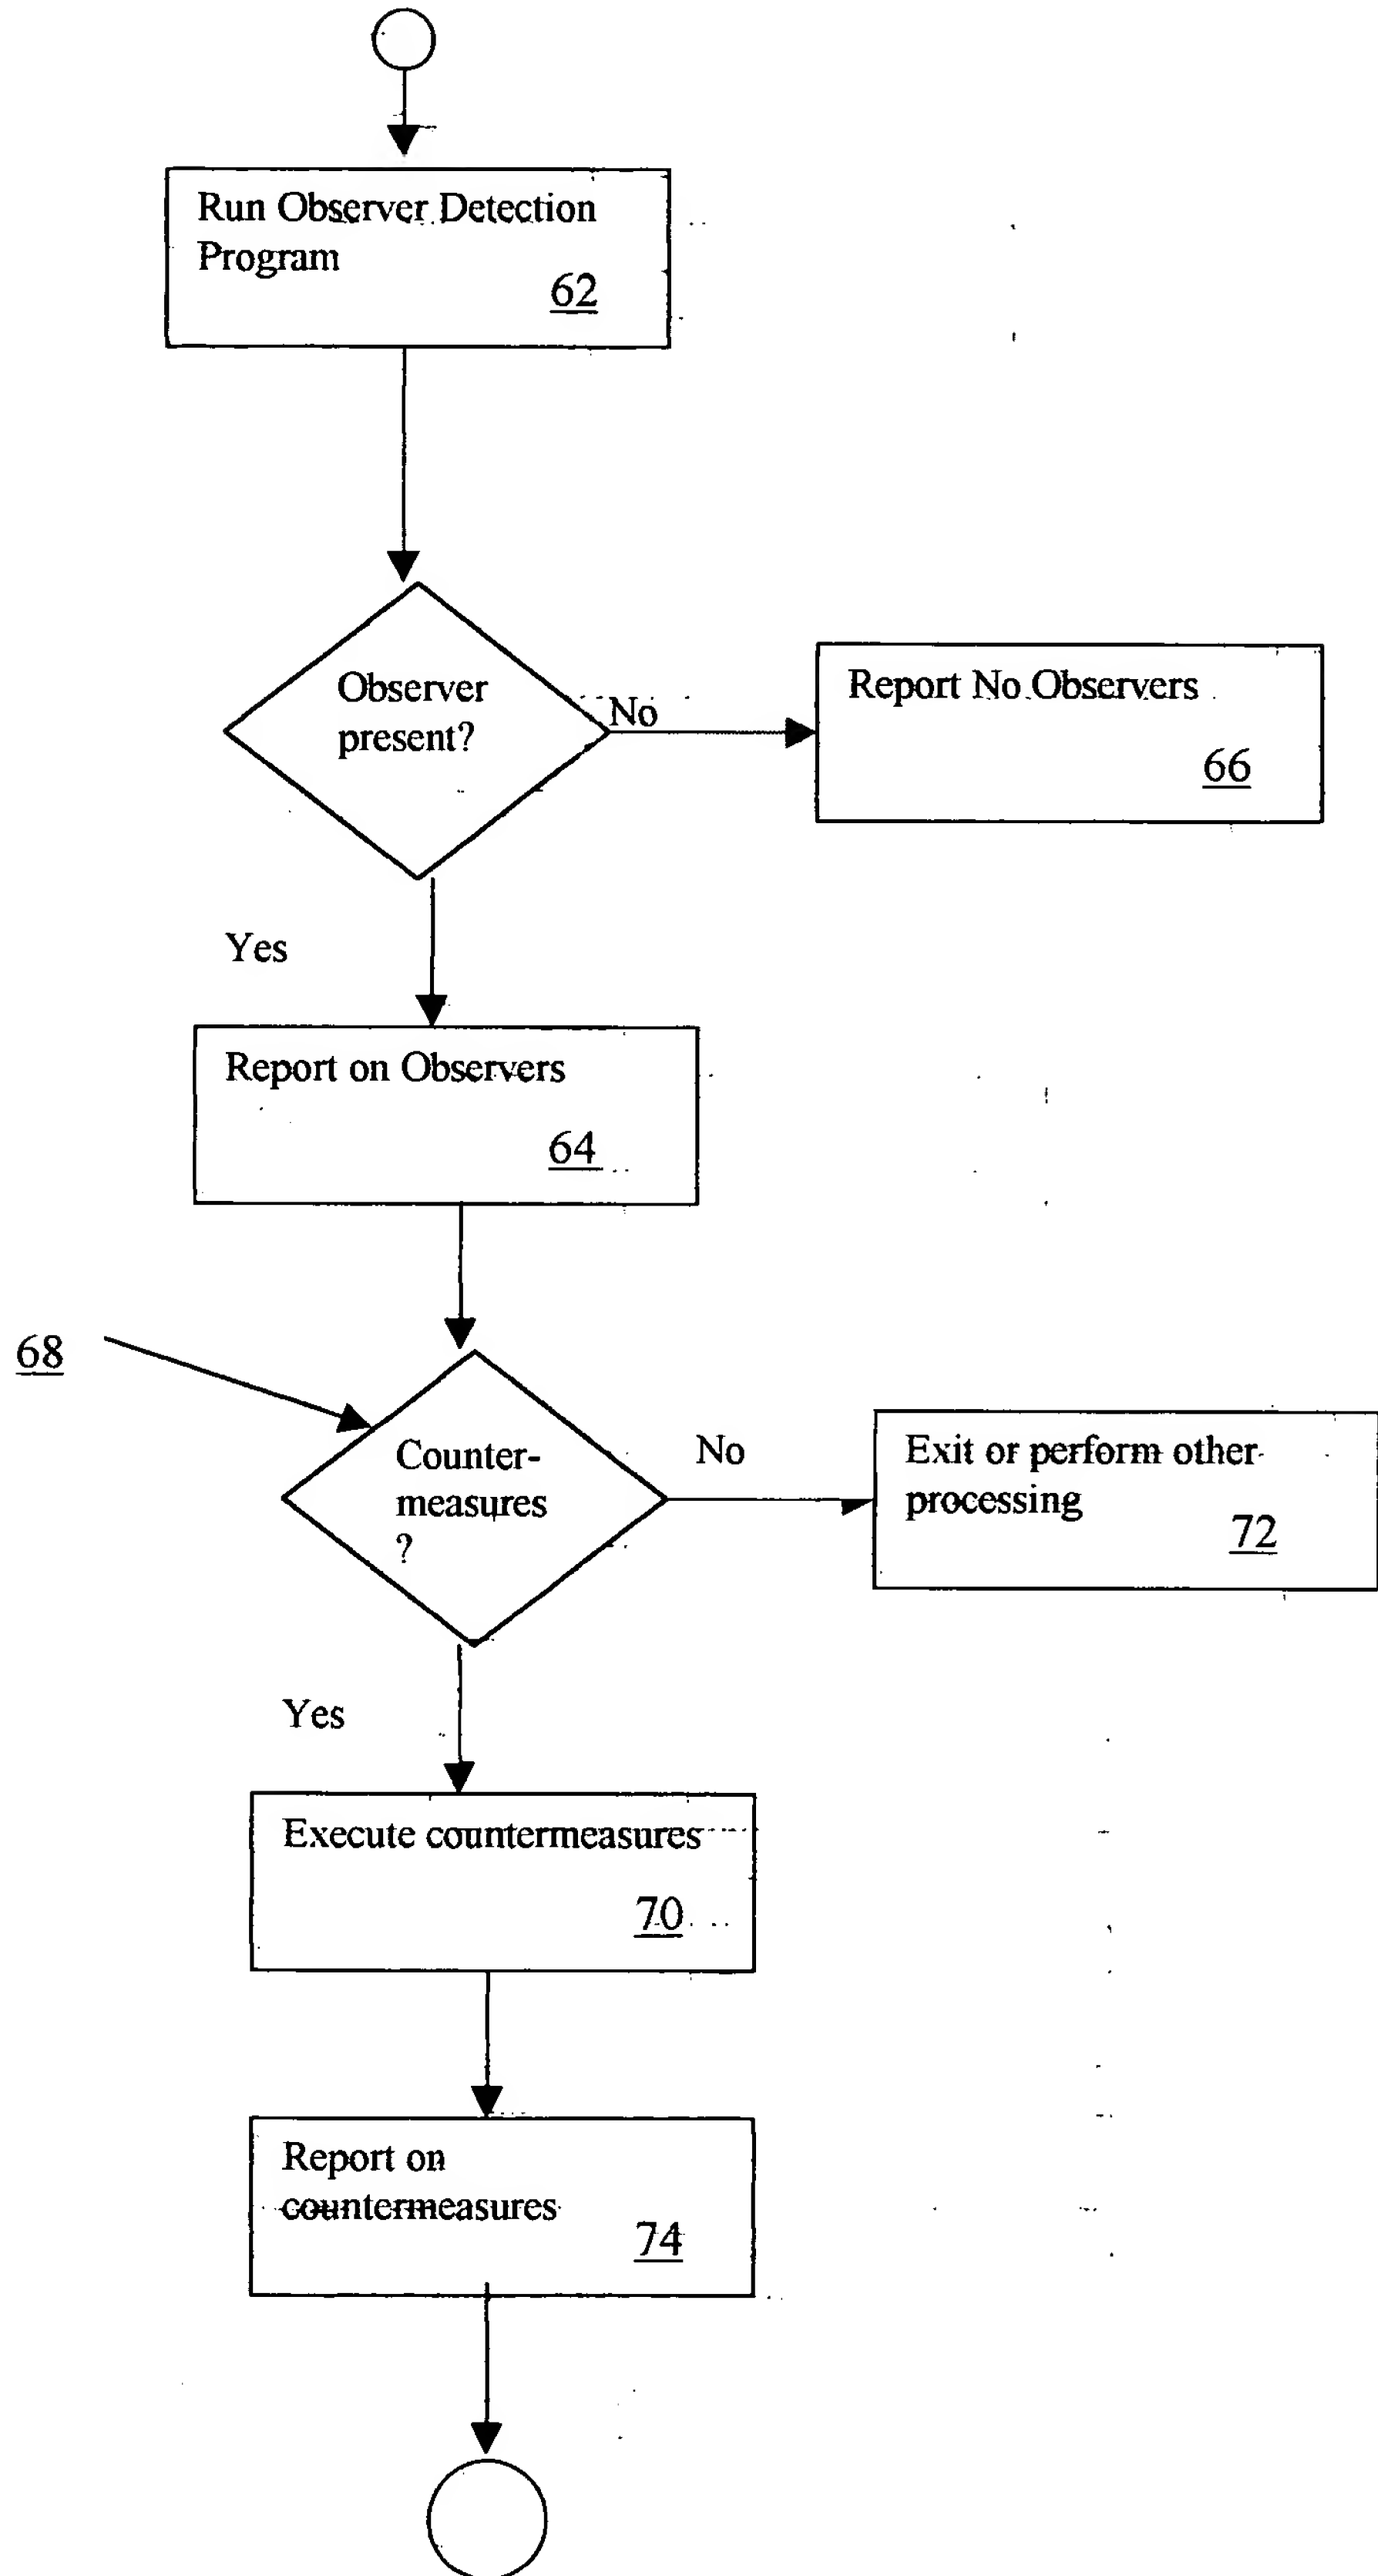 Run Observer Detection
Program
62
Observer
present?
No
Report No Observers
66
Yes
Report on Observers
64
68
Counter-
measures
?
No
Exit or perform other
processing
72
Yes
Execute countermeasures
70
Report on
countermeasures
74